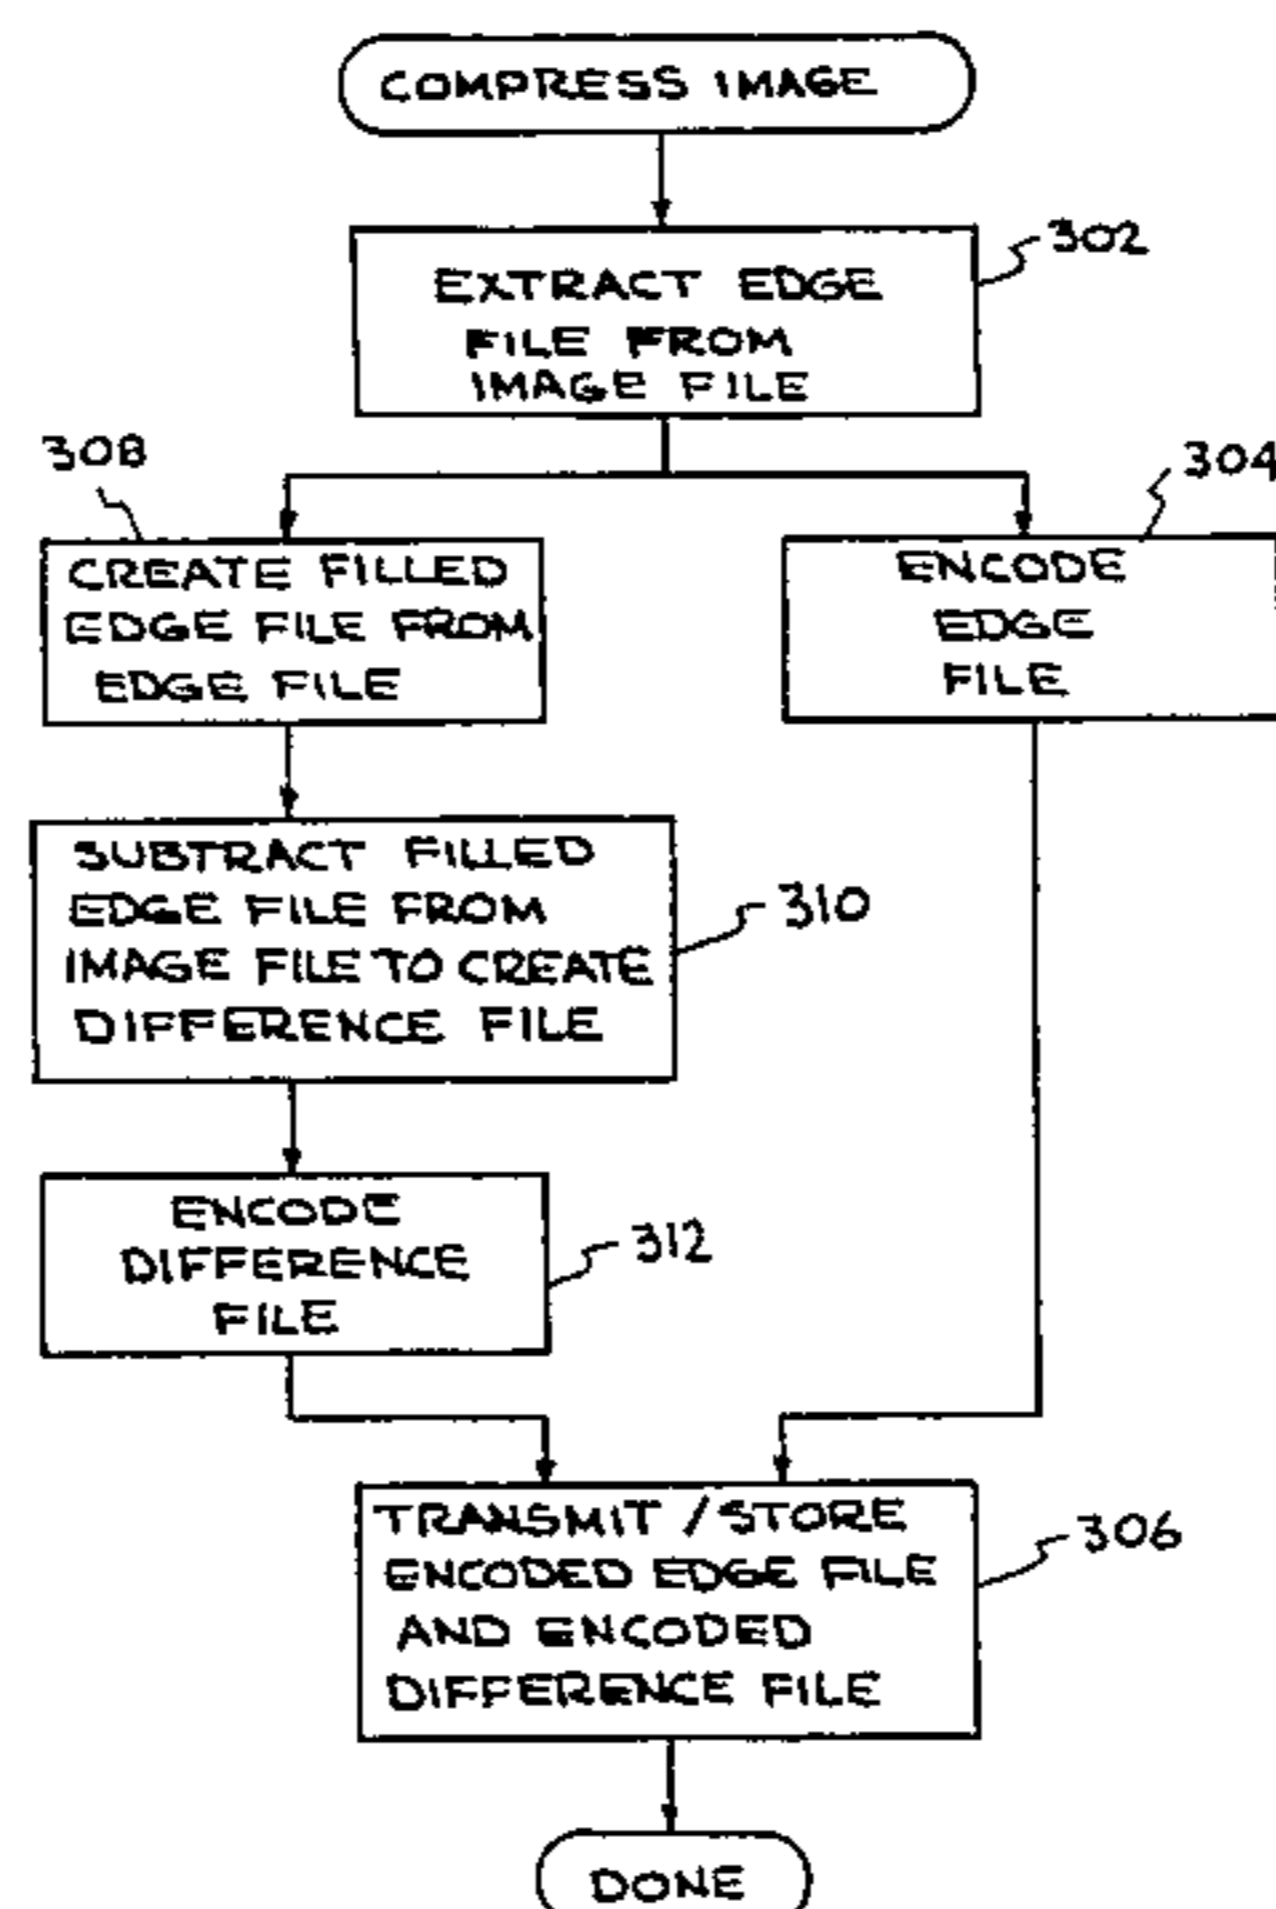 COMPRESS IMAGE
302
EXTRACT EDGE
FILE FROM
IMAGE FILE
308
304
CREATE FILLED
EDGE FILE FROM
EDGE FILE
ENCODE
EDGE
FILE
SUBTRACT FILLED
EDGE FILE FROM
IMAGE FILE TO CREATE
DIFFERENCE FILE
310
ENCODE
DIFFERENCE
FILE
312
TRANSMIT / STORE
ENCODED EDGE FILE
AND ENCODED
DIFFERENCE FILE
306
DONE